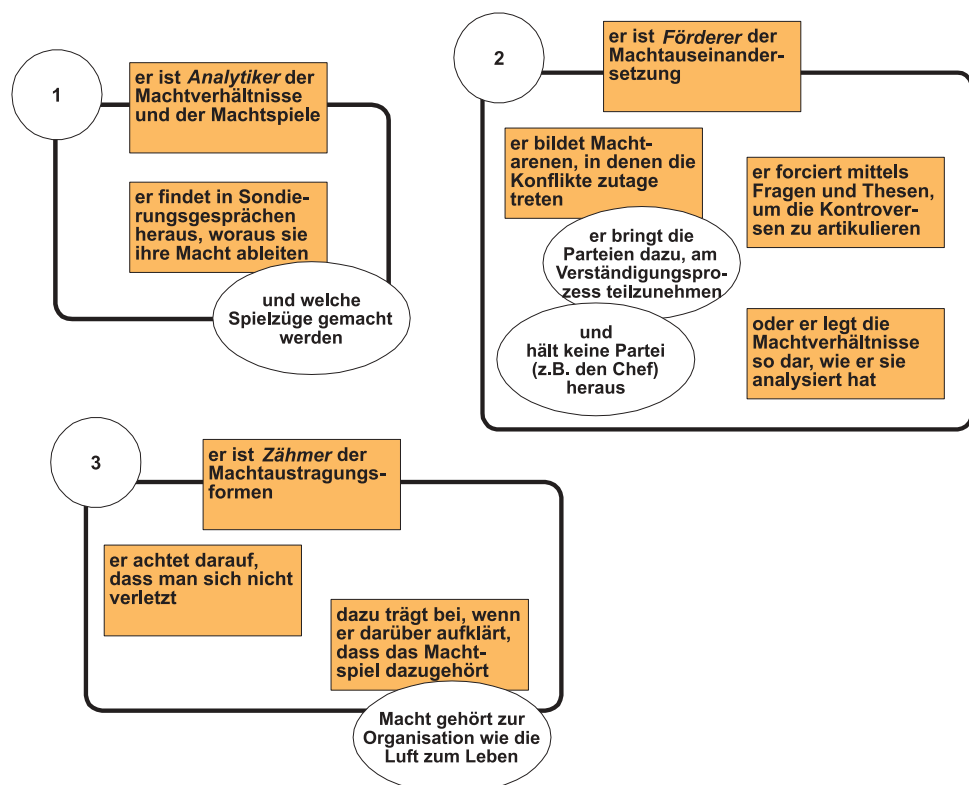 1
er ist Analytiker der
Machtverhältnisse
und der Machtspiele
er findet in Sondie-
rungsgesprächen
heraus, woraus sie
ihre Macht ableiten
und welche
Spielzüge gemacht
werden
2
er ist Förderer der
Machtauseinander-
setzung
er bildet Macht-
arenen, in denen die
Konflikte zutage
treten
er bringt die
Parteien dazu, am
Verständigungspro-
zess teilzunehmen
und
hält keine Partei
(z.B. den Chef)
heraus
er forciert mittels
Fragen und Thesen,
um die Kontrover-
sen zu artikulieren
oder er legt die
Machtverhältnisse
so dar, wie er sie
analysiert hat
3
er ist Zähmer der
Machtaustragungs-
formen
er achtet darauf,
dass man sich nicht
verletzt
dazu trägt bei, wenn
er darüber aufklärt,
dass das Macht-
spiel dazugehört
Macht gehört zur
Organisation wie die
Luft zum Leben